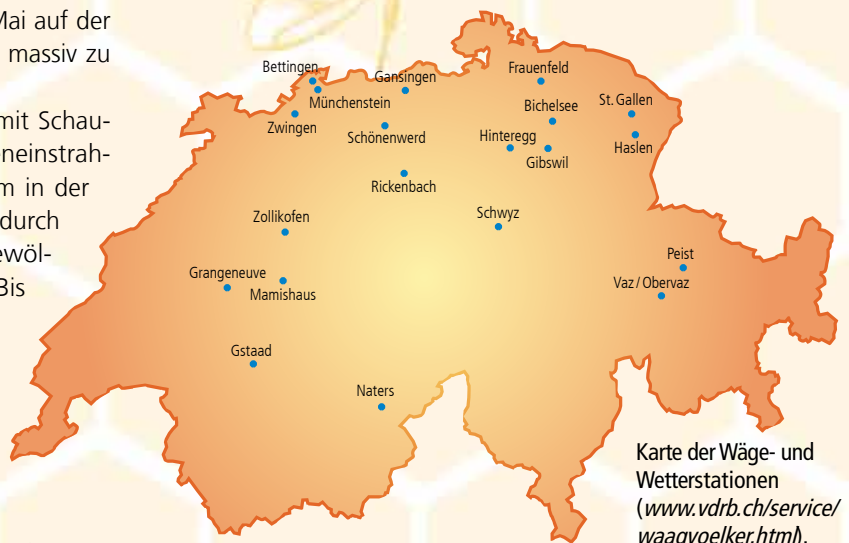 Mai auf der
massiv zu
mit Schau-
neneinstrah-
in der
durch
ewöl-
Bis
Bettingen
Gansingen
Frauenfeld
Münchenstein
Bichelsee
St. Gallen
Zwingen
Schönenwerd
Hinteregg
Haslen
Gibswil
Rickenbach
Zollikofen
Schwyz
Peist
Grangeneuve
Vaz/Obervaz
Mamishaus
Gstaad
Naters
Karte der Wäge- und
Wetterstationen
(www.vdrb.ch/service/
waagvoelker.html).